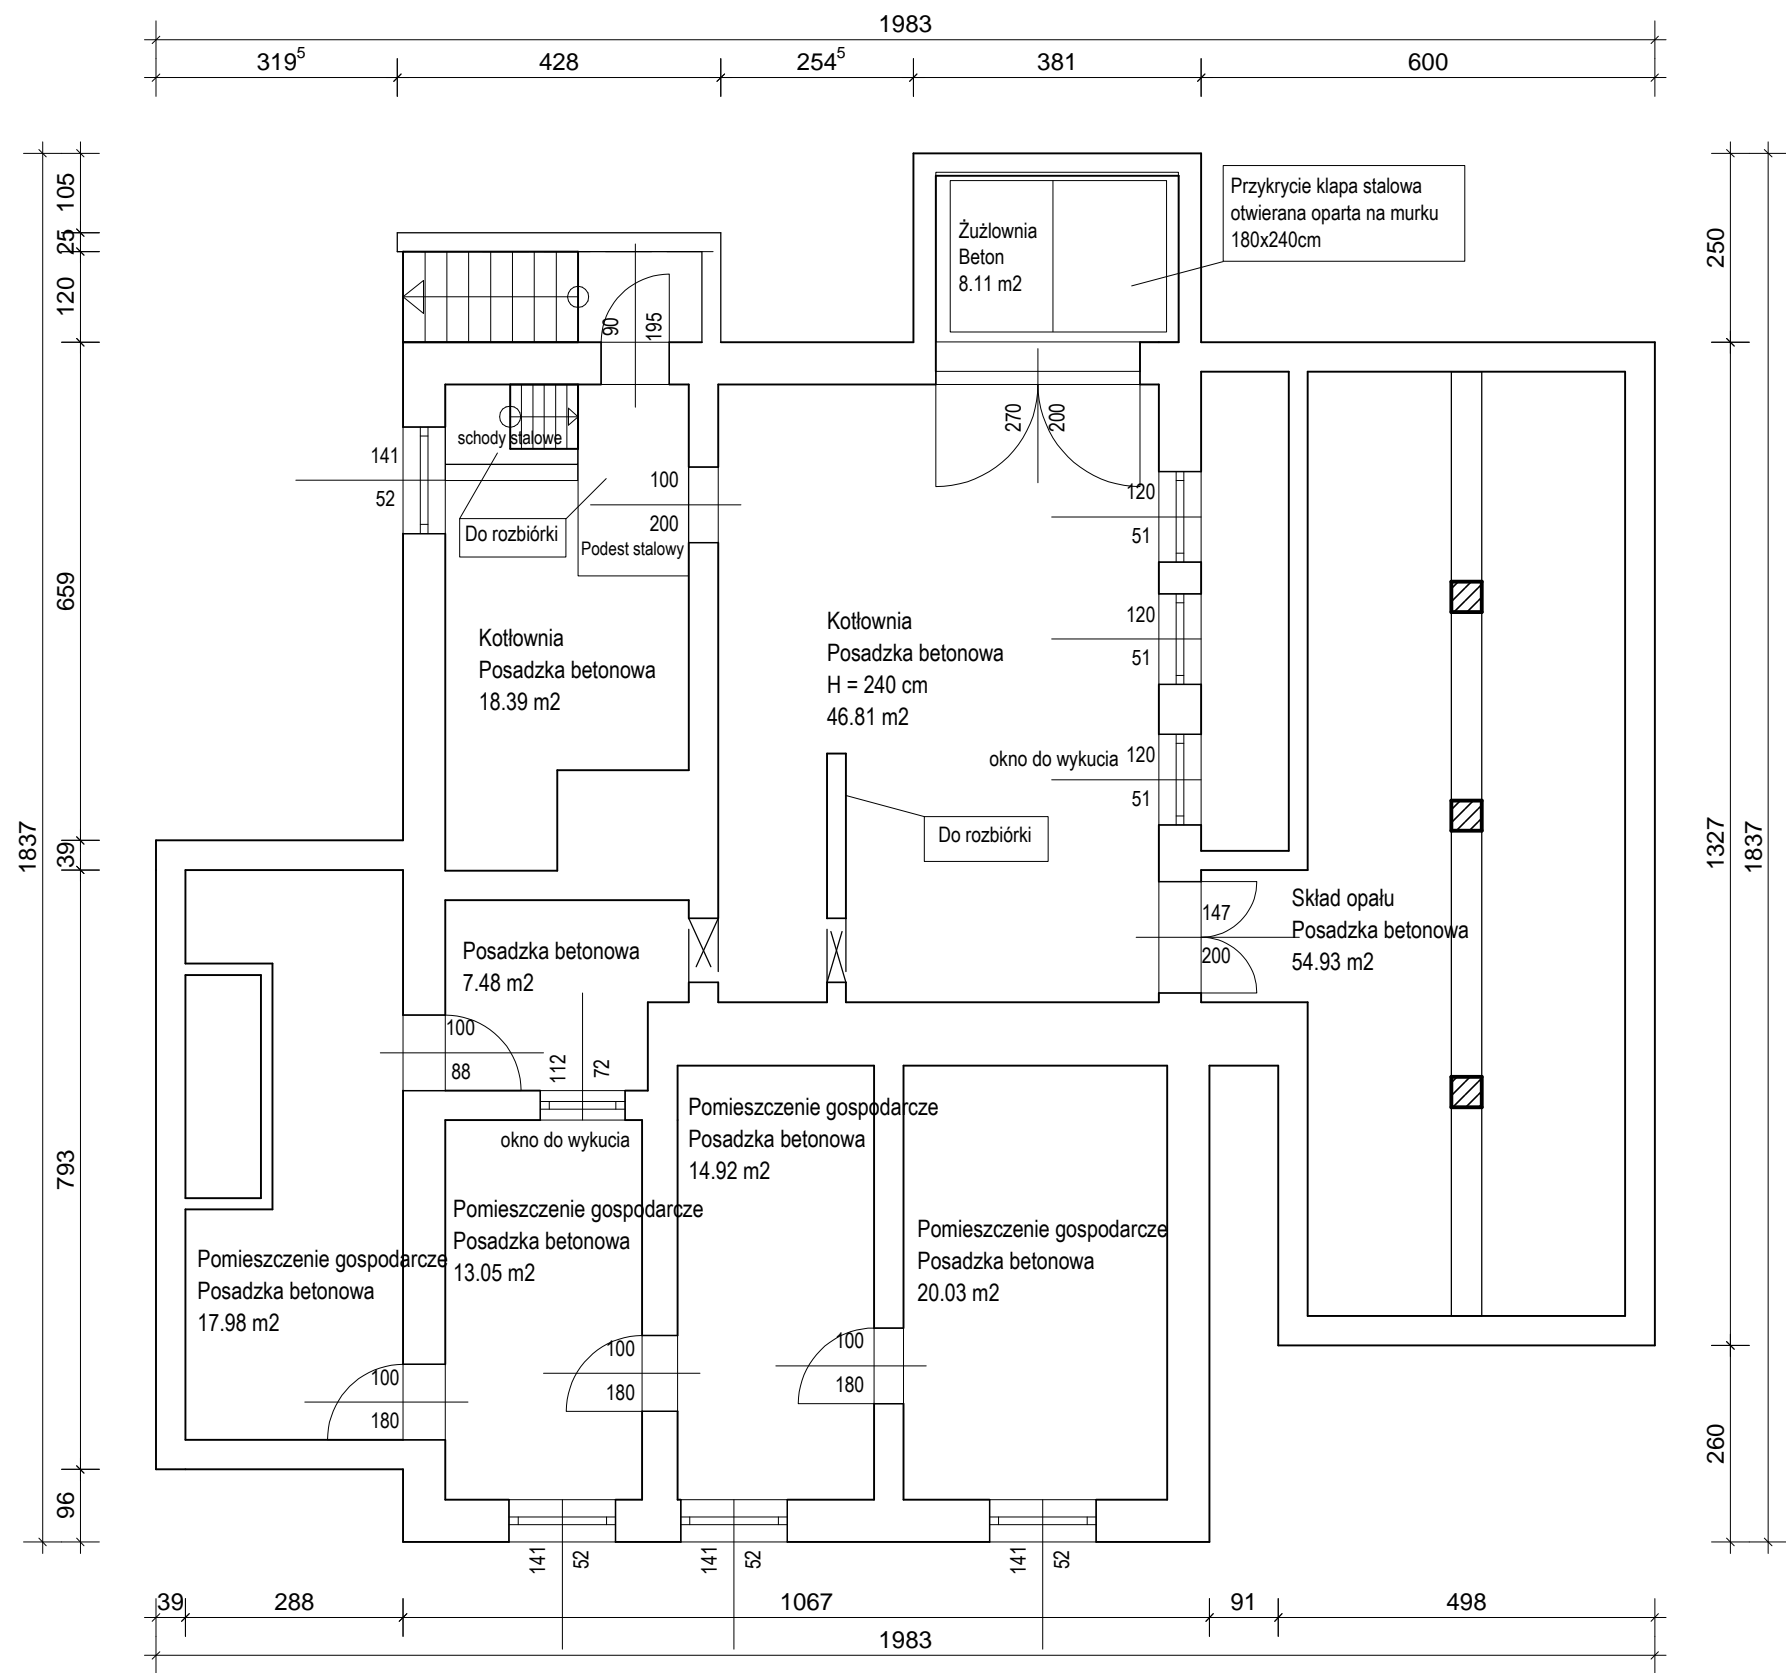 1983
319⁵
428
254⁵
381
600
105
25
120
659
39
793
96
1837
250
1327
260
1837
Przykrycie klapa stalowa
otwierana oparta na murku
180x240cm
Żużlownia
Beton
8.11 m2
90
195
270
200
schody stalowe
141
52
100
200
Do rozbiórki
Podest stalowy
120
51
120
51
okno do wykucia
120
51
Kotłownia
Posadzka betonowa
18.39 m2
Kotłownia
Posadzka betonowa
H = 240 cm
46.81 m2
Do rozbiórki
147
200
Skład opału
Posadzka betonowa
54.93 m2
Posadzka betonowa
7.48 m2
100
88
112
72
okno do wykucia
Pomieszczenie gospodarcze
Posadzka betonowa
14.92 m2
Pomieszczenie gospodarcze
Posadzka betonowa
13.05 m2
Pomieszczenie gospodarcze
Posadzka betonowa
20.03 m2
Pomieszczenie gospodarcze
Posadzka betonowa
17.98 m2
100
180
100
180
100
180
141
52
141
52
141
52
39
288
1067
91
498
1983